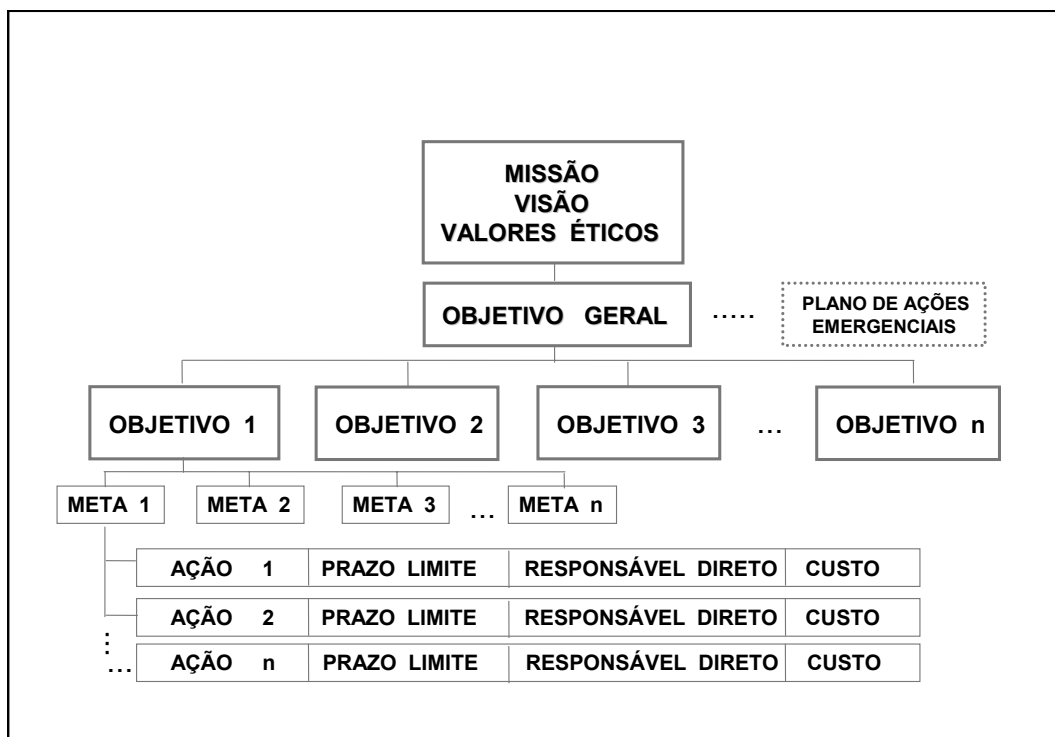 MISSÃO
VISÃO
VALORES ÉTICOS
OBJETIVO GERAL ..... PLANO DE AÇÕES
EMERGENCIAIS
OBJETIVO 1 OBJETIVO 2 OBJETIVO 3 ... OBJETIVO n
META 1 META 2 META 3 ... META n
AÇÃO 1 PRAZO LIMITE RESPONSÁVEL DIRETO CUSTO
AÇÃO 2 PRAZO LIMITE RESPONSÁVEL DIRETO CUSTO
... AÇÃO n PRAZO LIMITE RESPONSÁVEL DIRETO CUSTO